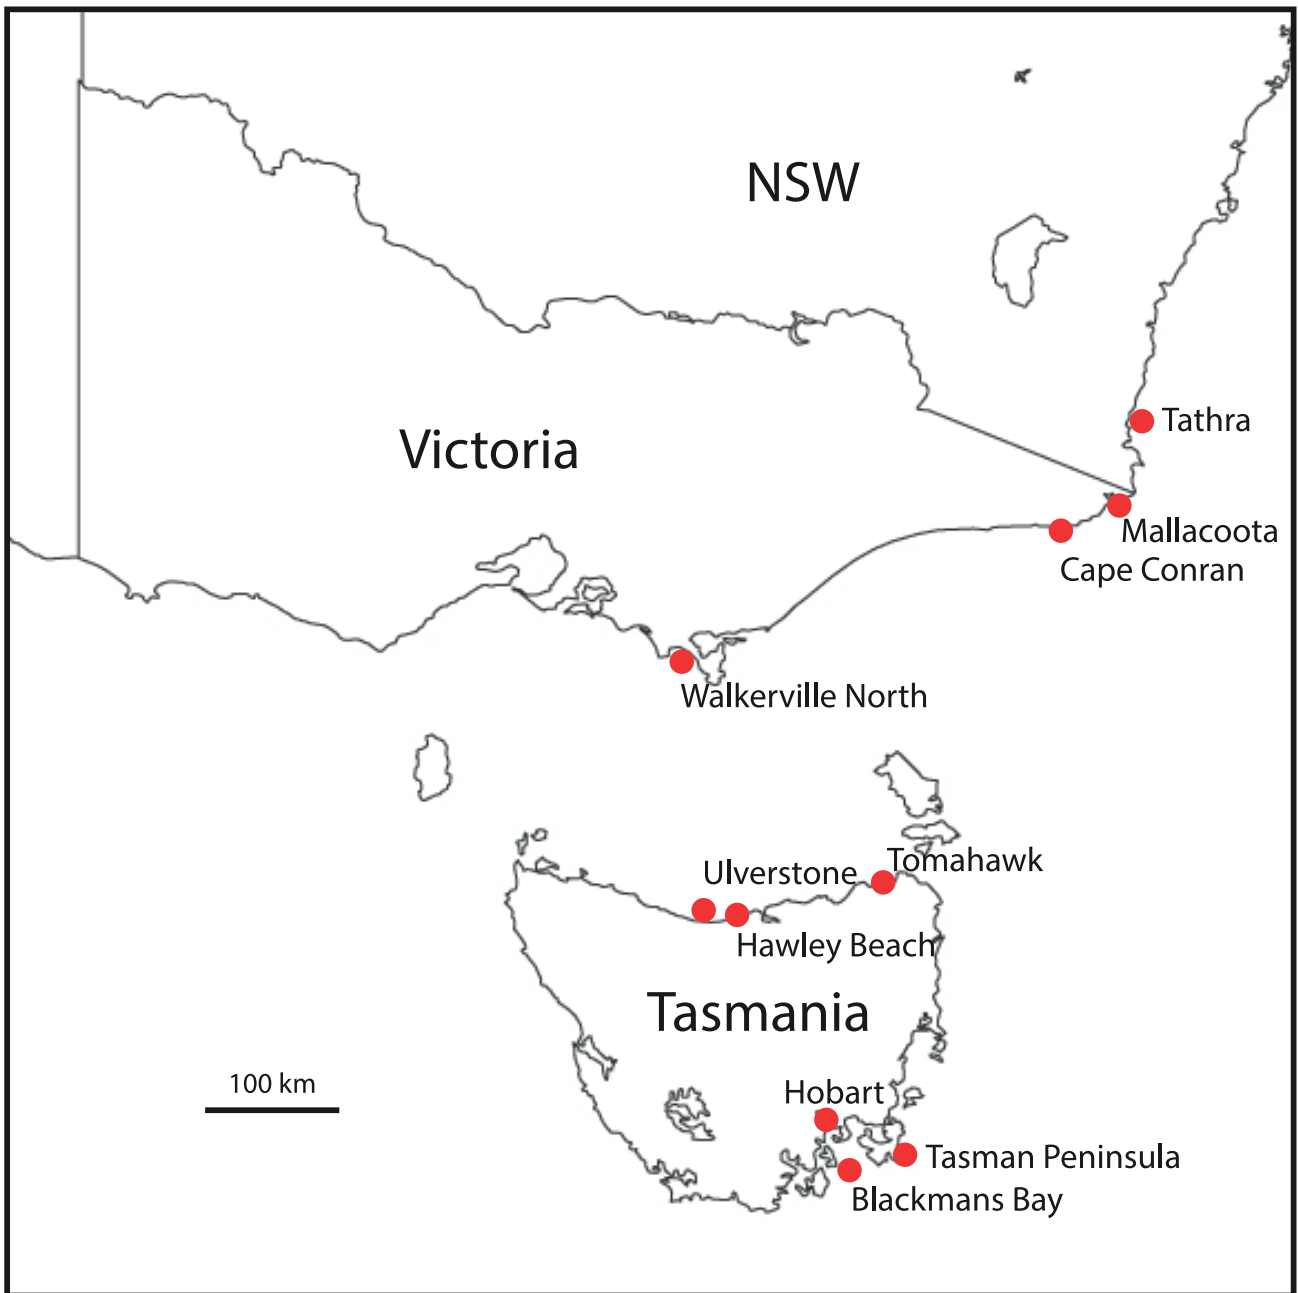 NSW
Tathra
Victoria
Mallacoota
Cape Conran
Walkerville North
Tomahawk
Ulverstone
Hawley Beach
Tasmania
100 km
Hobart
Tasman Peninsula
Blackmans Bay